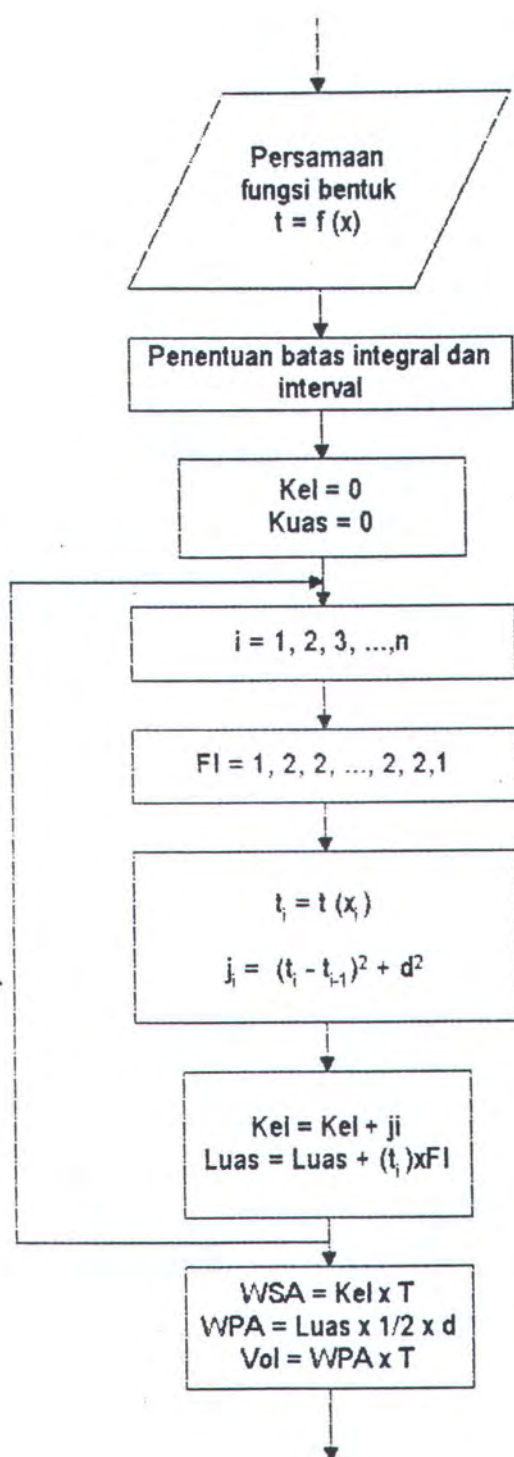 Persamaan
fungsi bentuk
t = f (x)
Penentuan batas integral dan
interval
Kel = 0
Kuas = 0
i = 1, 2, 3, ...,n
FI = 1, 2, 2, ..., 2, 2,1
tᵢ = t (xᵢ)
jᵢ = (tᵢ - tᵢ₋₁)² + d²
Kel = Kel + ji
Luas = Luas + (tᵢ)xFI
WSA = Kel x T
WPA = Luas x 1/2 x d
Vol = WPA x T